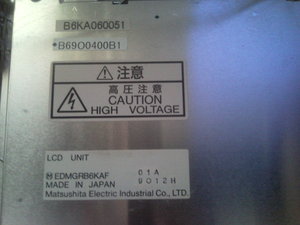 B6KA060051
*B69O0400B1
⚠ 注意
高圧注意
CAUTION
HIGH VOLTAGE
LCD UNIT
Ⓜ EDMGRB6KAF 01A
MADE IN JAPAN 9012H
Matsushita Electric Industrial Co., LTD.